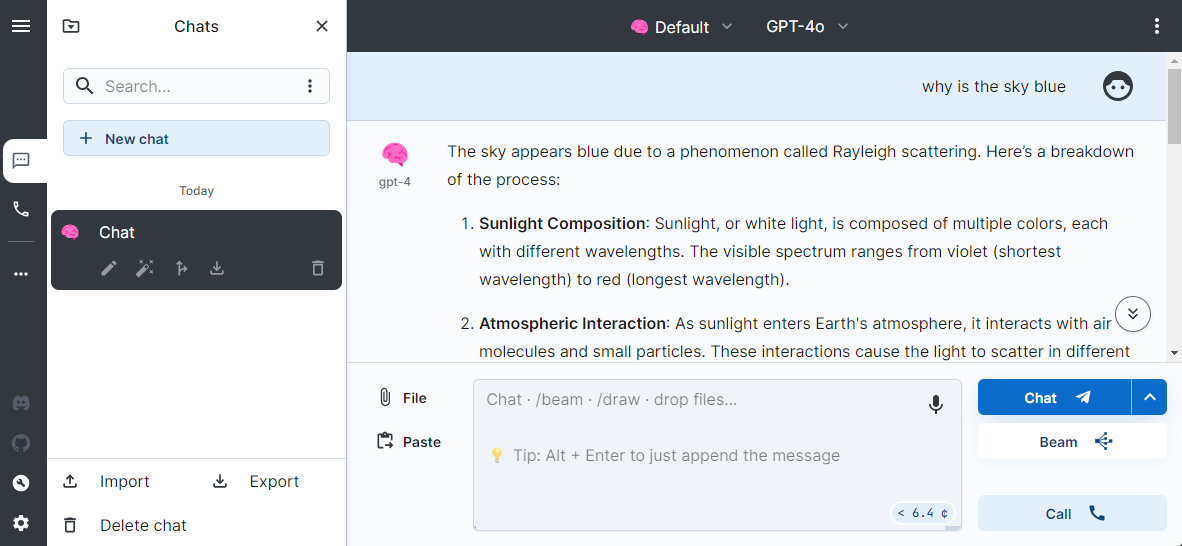 Chats
Default
GPT-4o
Search...
New chat
Today
Chat
Import
Export
Delete chat
why is the sky blue
gpt-4
The sky appears blue due to a phenomenon called Rayleigh scattering. Here’s a breakdown
of the process:
1. Sunlight Composition: Sunlight, or white light, is composed of multiple colors, each
with different wavelengths. The visible spectrum ranges from violet (shortest
wavelength) to red (longest wavelength).
2. Atmospheric Interaction: As sunlight enters Earth's atmosphere, it interacts with air
molecules and small particles. These interactions cause the light to scatter in different
File
Paste
Chat · /beam · /draw · drop files...
Tip: Alt + Enter to just append the message
< 6.4 ¢
Chat
Beam
Call